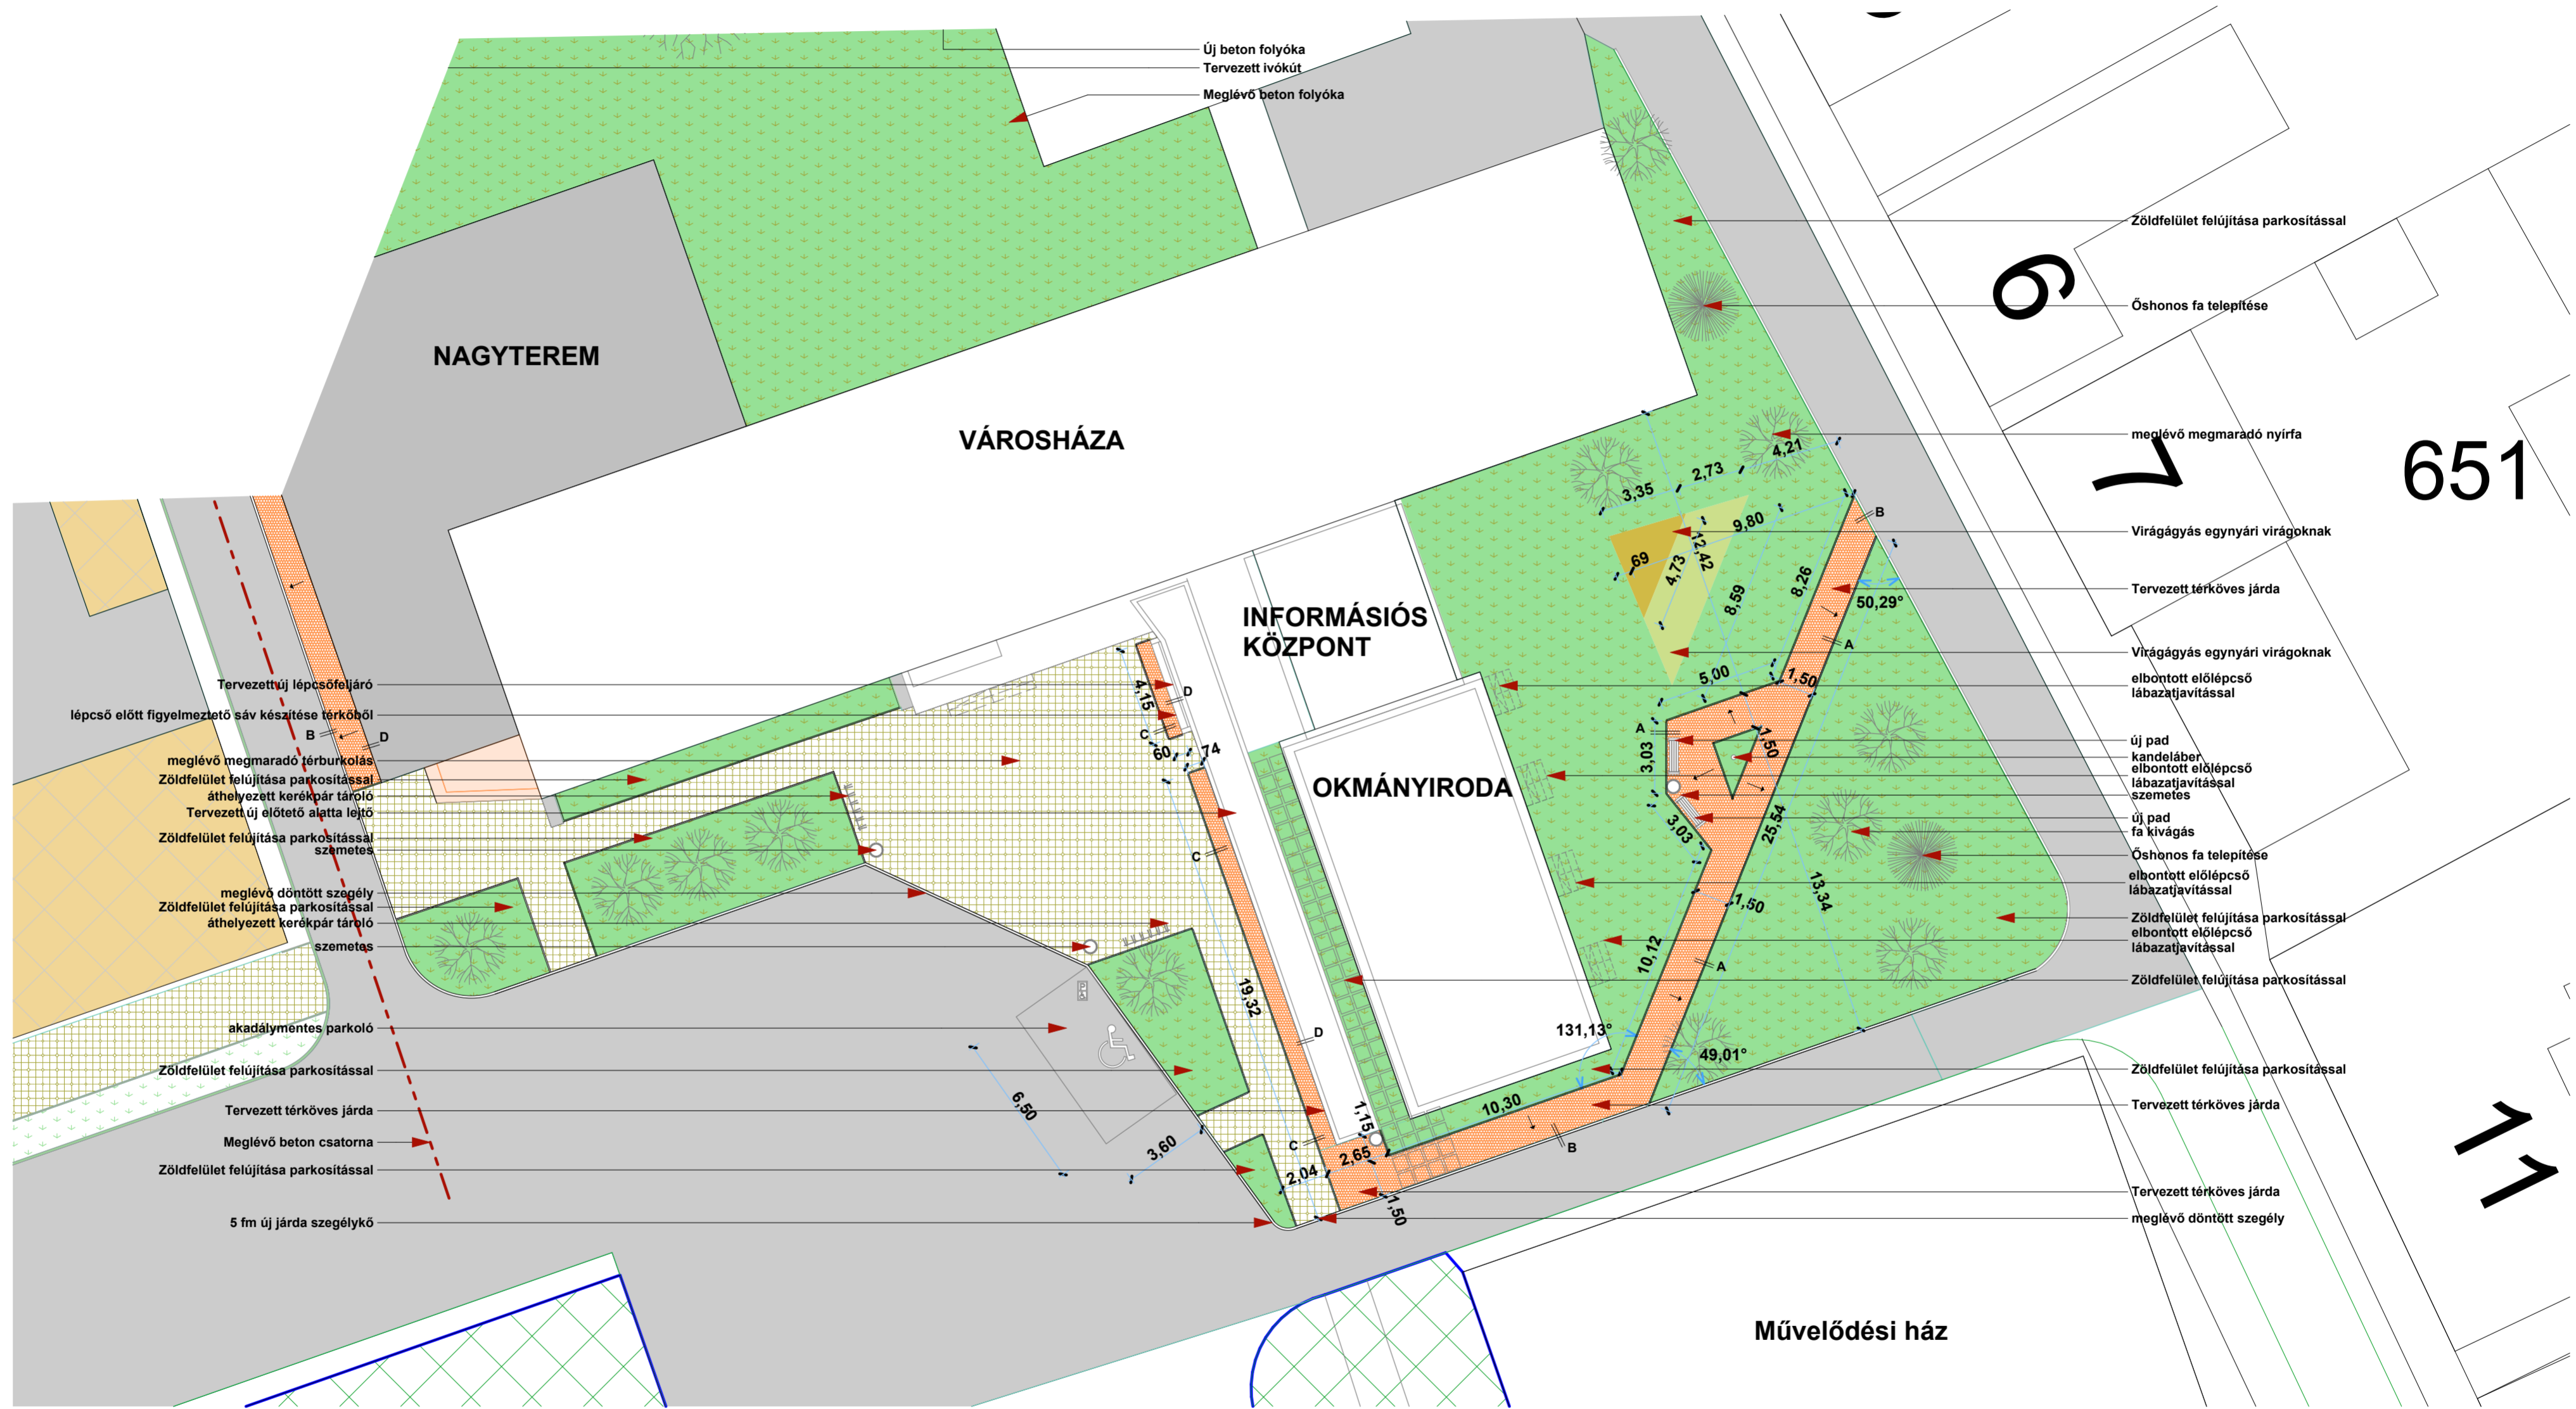 Új beton folyóka
Tervezett ivókút
Meglévő beton folyóka
Zöldfelület felújítása parkosítással
6
Őshonos fa telepítése
NAGYTEREM
VÁROSHÁZA
meglévő megmaradó nyírfa
4,21
2,73
3,35
7
651
9,80
B
Virágágyás egynyári virágoknak
12,42
69
4,73
8,59
8,26
Tervezett térköves járda
50,29°
INFORMÁSIÓS
KÖZPONT
A
Virágágyás egynyári virágoknak
5,00
1,50
elbontott előlépcső
lábazatjavítással
Tervezett új lépcsőfeljáró
4,15
D
lépcső előtt figyelmeztető sáv készítése térkőből
B
D
C
A
1,50
új pad
60
74
3,03
meglévő megmaradó térburkolás
kandeláber
Zöldfelület felújítása parkosítással
elbontott előlépcső
lábazatjavítással
OKMÁNYIRODA
áthelyezett kerékpár tároló
szemetes
Tervezett új előtető alatta lejtő
új pad
3,03
25,54
fa kivágás
Zöldfelület felújítása parkosítással
szemetes
C
Őshonos fa telepítése
elbontott előlépcső
lábazatjavítással
meglévő döntött szegély
13,34
1,50
Zöldfelület felújítása parkosítással
Zöldfelület felújítása parkosítással
áthelyezett kerékpár tároló
elbontott előlépcső
lábazatjavítással
szemetes
10,12
A
Zöldfelület felújítása parkosítással
19,32
akadálymentes parkoló
D
131,13°
49,01°
Zöldfelület felújítása parkosítással
Zöldfelület felújítása parkosítással
6,50
10,30
Tervezett térköves járda
Tervezett térköves járda
1,15
Meglévő beton csatorna
3,60
C
2,65
B
11
Zöldfelület felújítása parkosítással
2,04
Tervezett térköves járda
1,50
5 fm új járda szegélykő
meglévő döntött szegély
Művelődési ház